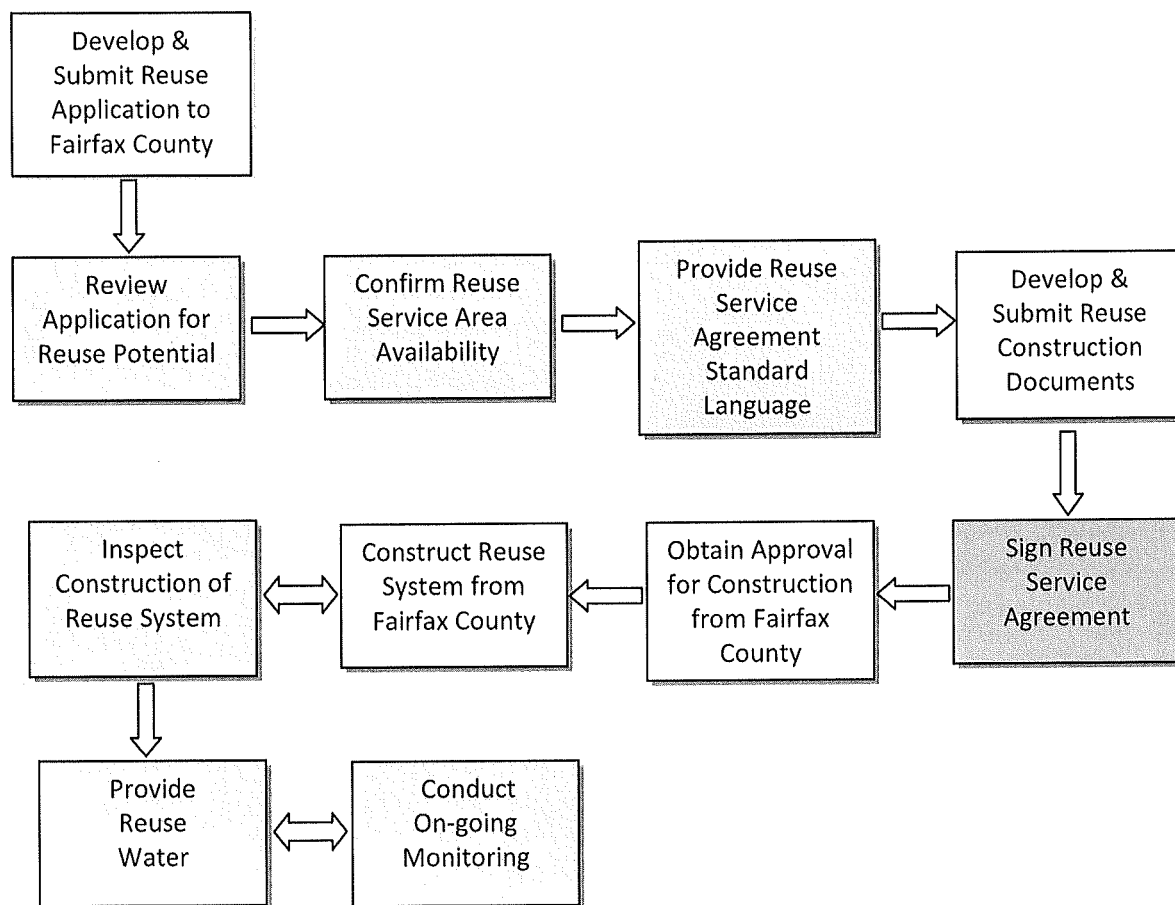 Develop &
Submit Reuse
Application to
Fairfax County
Review
Application for
Reuse Potential
Confirm Reuse
Service Area
Availability
Provide Reuse
Service
Agreement
Standard
Language
Develop &
Submit Reuse
Construction
Documents
Inspect
Construction of
Reuse System
Construct Reuse
System from
Fairfax County
Obtain Approval
for Construction
from Fairfax
County
Sign Reuse
Service
Agreement
Provide
Reuse
Water
Conduct
On-going
Monitoring